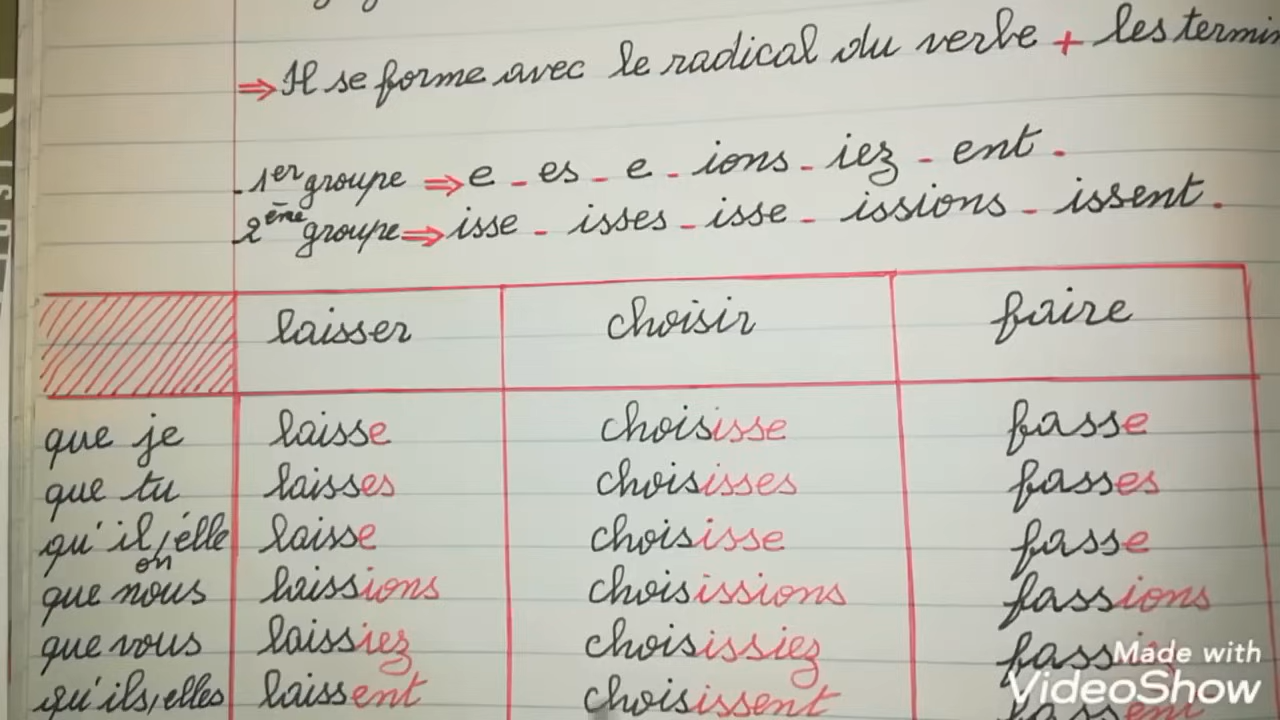 ⇒ Il se forme avec le radical du verbe + les termin
- 1er groupe ⇒ e - es - e - ions - iez - ent.
- 2ème groupe ⇒ isse - isses - isse - issions - issent.
laisser choisir faire
que je laisse choisisse fasse
que tu laisses choisisses fasses
qu'il, elle laisse choisisse fasse
on
que nous laissions choisissions fassions
que vous laissiez choisissiez
qu'ils, elles laissent choisissent
Made with
VideoShow